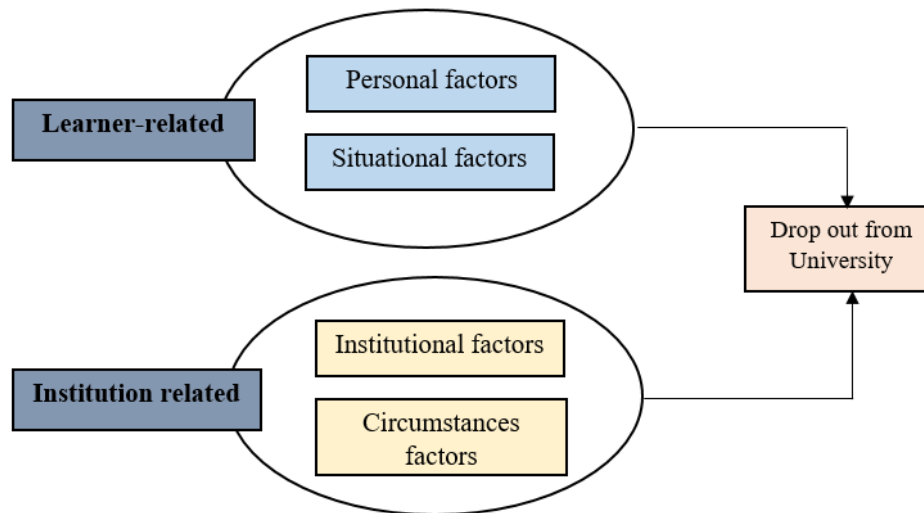 Learner-related
Personal factors
Situational factors
Drop out from
University
Institution related
Institutional factors
Circumstances
factors